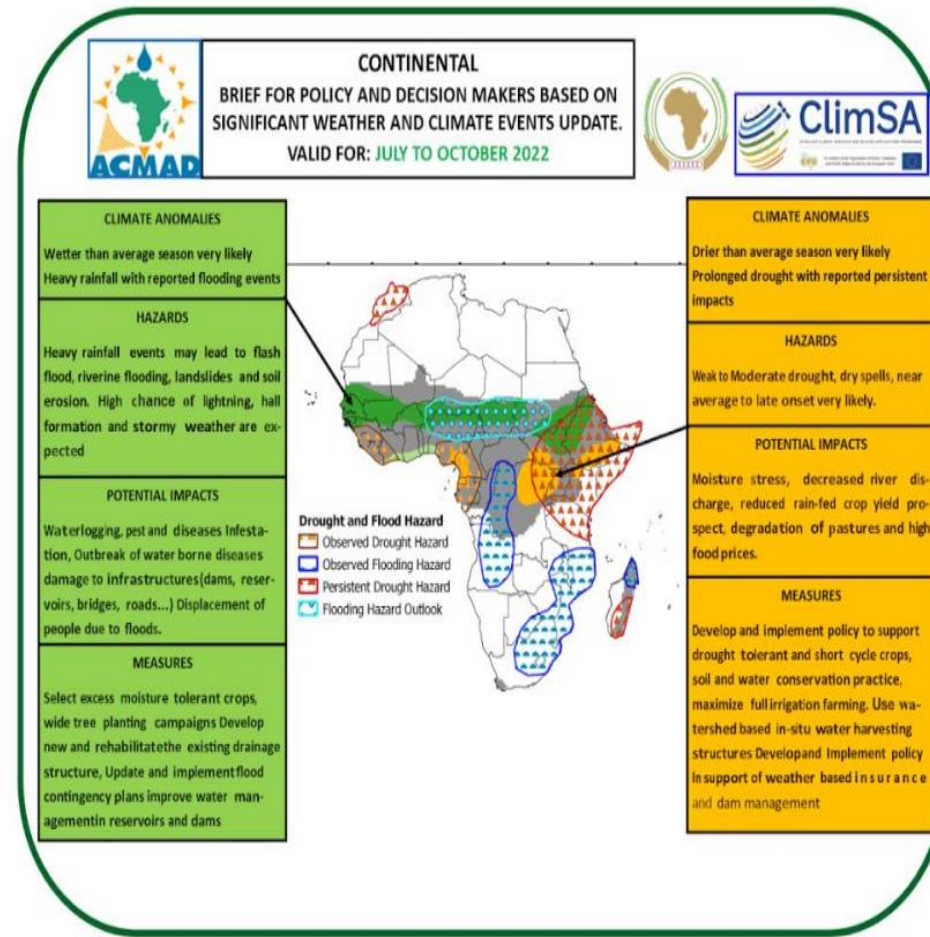 ACMAD
CONTINENTAL
BRIEF FOR POLICY AND DECISION MAKERS BASED ON
SIGNIFICANT WEATHER AND CLIMATE EVENTS UPDATE.
VALID FOR: JULY TO OCTOBER 2022
ClimSA
CLIMATE ANOMALIES
Wetter than average season very likely
Heavy rainfall with reported flooding events
HAZARDS
Heavy rainfall events may lead to flash
flood, riverine flooding, landslides and soil
erosion. High chance of lightning, hall
formation and stormy weather are ex-
pected
POTENTIAL IMPACTS
Waterlogging, pest and diseases Infesta-
tion, Outbreak of water borne diseases
damage to infrastructures(dams, reser-
voirs, bridges, roads...) Displacement of
people due to floods.
MEASURES
Select excess moisture tolerant crops,
wide tree planting campaigns Develop
new and rehabilitatethe existing drainage
structure, Update and implementflood
contingency plans improve water man-
agementin reservoirs and dams
Drought and Flood Hazard
Observed Drought Hazard
Observed Flooding Hazard
Persistent Drought Hazard
Flooding Hazard Outlook
CLIMATE ANOMALIES
Drier than average season very likely
Prolonged drought with reported persistent
impacts
HAZARDS
Weak to Moderate drought, dry spells, near
average to late onset very likely.
POTENTIAL IMPACTS
Moisture stress, decreased river dis-
charge, reduced rain-fed crop yield pro-
spect, degradation of pastures and high
food prices.
MEASURES
Develop and implement policy to support
drought tolerant and short cycle crops,
soil and water conservation practice,
maximize full irrigation farming. Use wa-
tershed based in-situ water harvesting
structures Developand Implement policy
In support of weather based insurance
and dam management